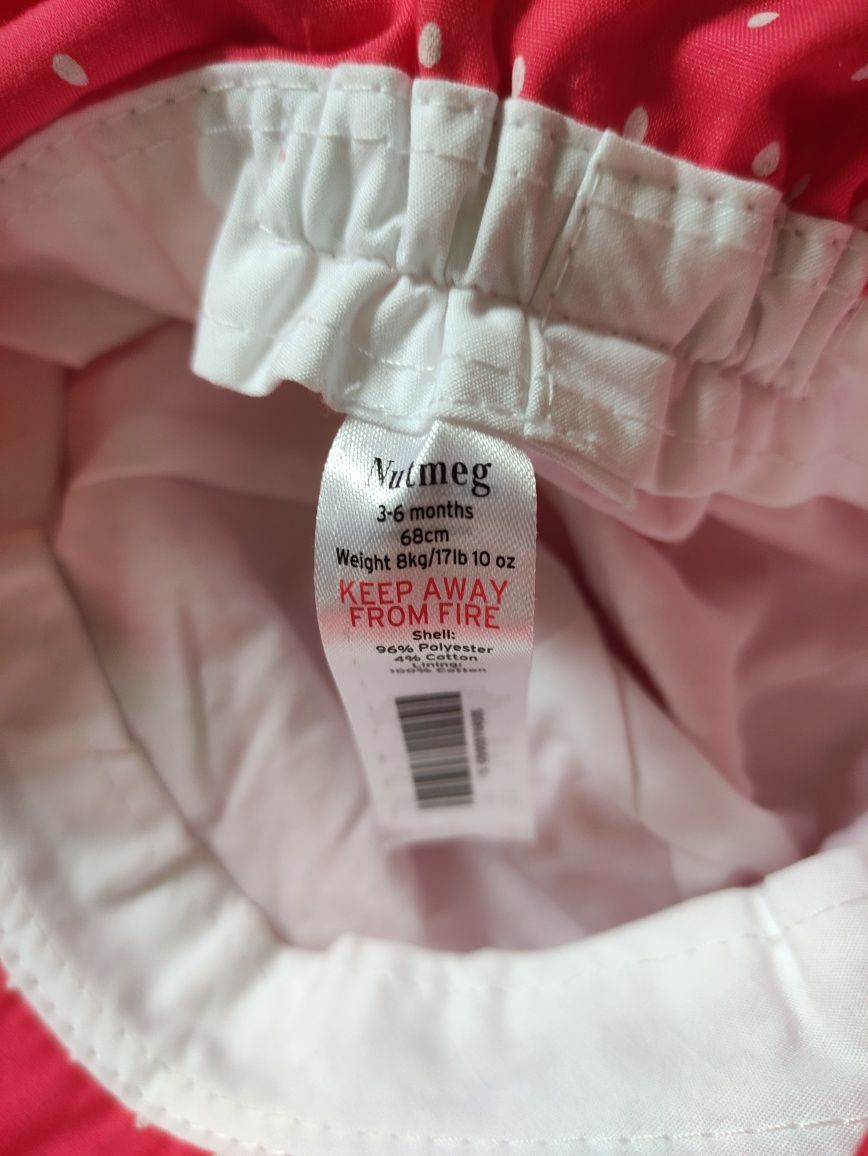 Nutmeg
3-6 months
68cm
Weight 8kg/17lb 10 oz
KEEP AWAY
FROM FIRE
Shell:
96% Polyester
4% Cotton
Lining:
100% Cotton